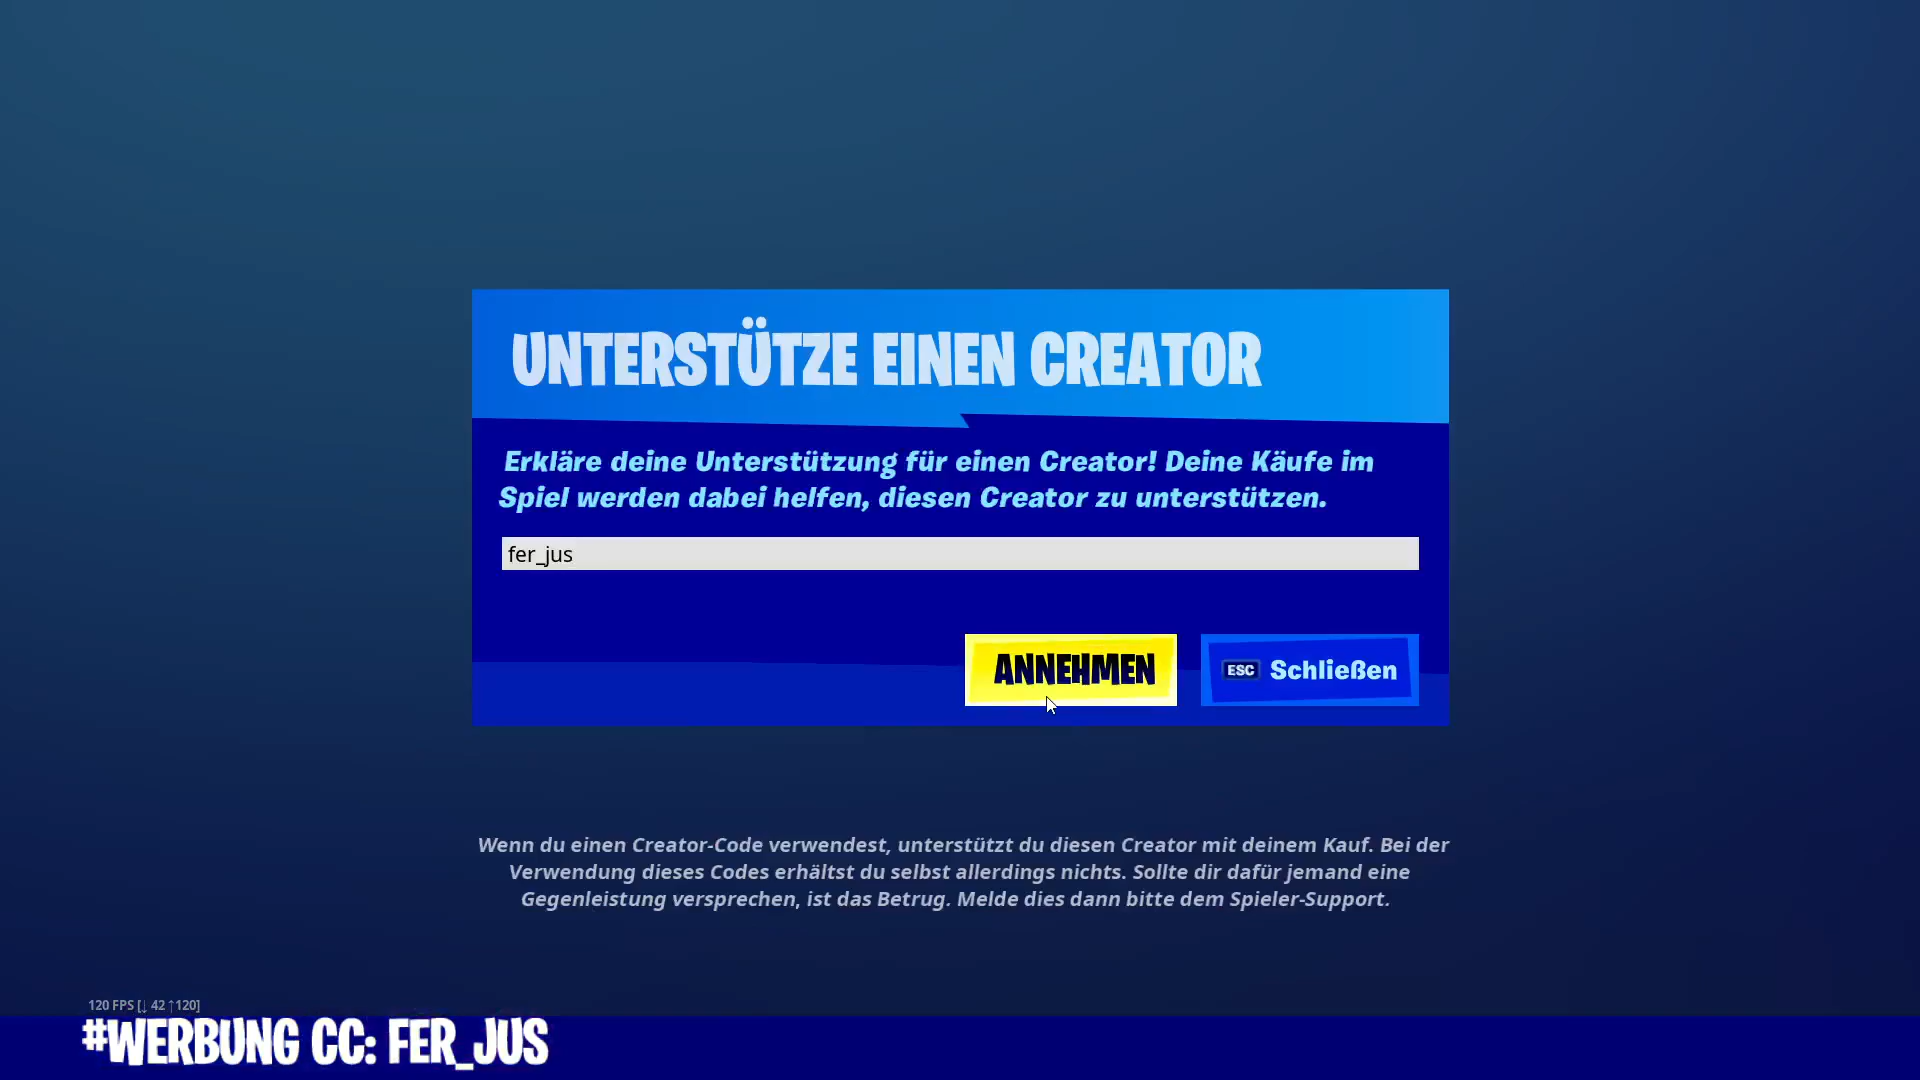 UNTERSTÜTZE EINEN CREATOR
Erkläre deine Unterstützung für einen Creator! Deine Käufe im
Spiel werden dabei helfen, diesen Creator zu unterstützen.
fer_jus
ANNEHMEN
ESC Schließen
Wenn du einen Creator-Code verwendest, unterstützt du diesen Creator mit deinem Kauf. Bei der
Verwendung dieses Codes erhältst du selbst allerdings nichts. Sollte dir dafür jemand eine
Gegenleistung versprechen, ist das Betrug. Melde dies dann bitte dem Spieler-Support.
120 FPS [↓ 42 ↑120]
#WERBUNG CC: FER_JUS